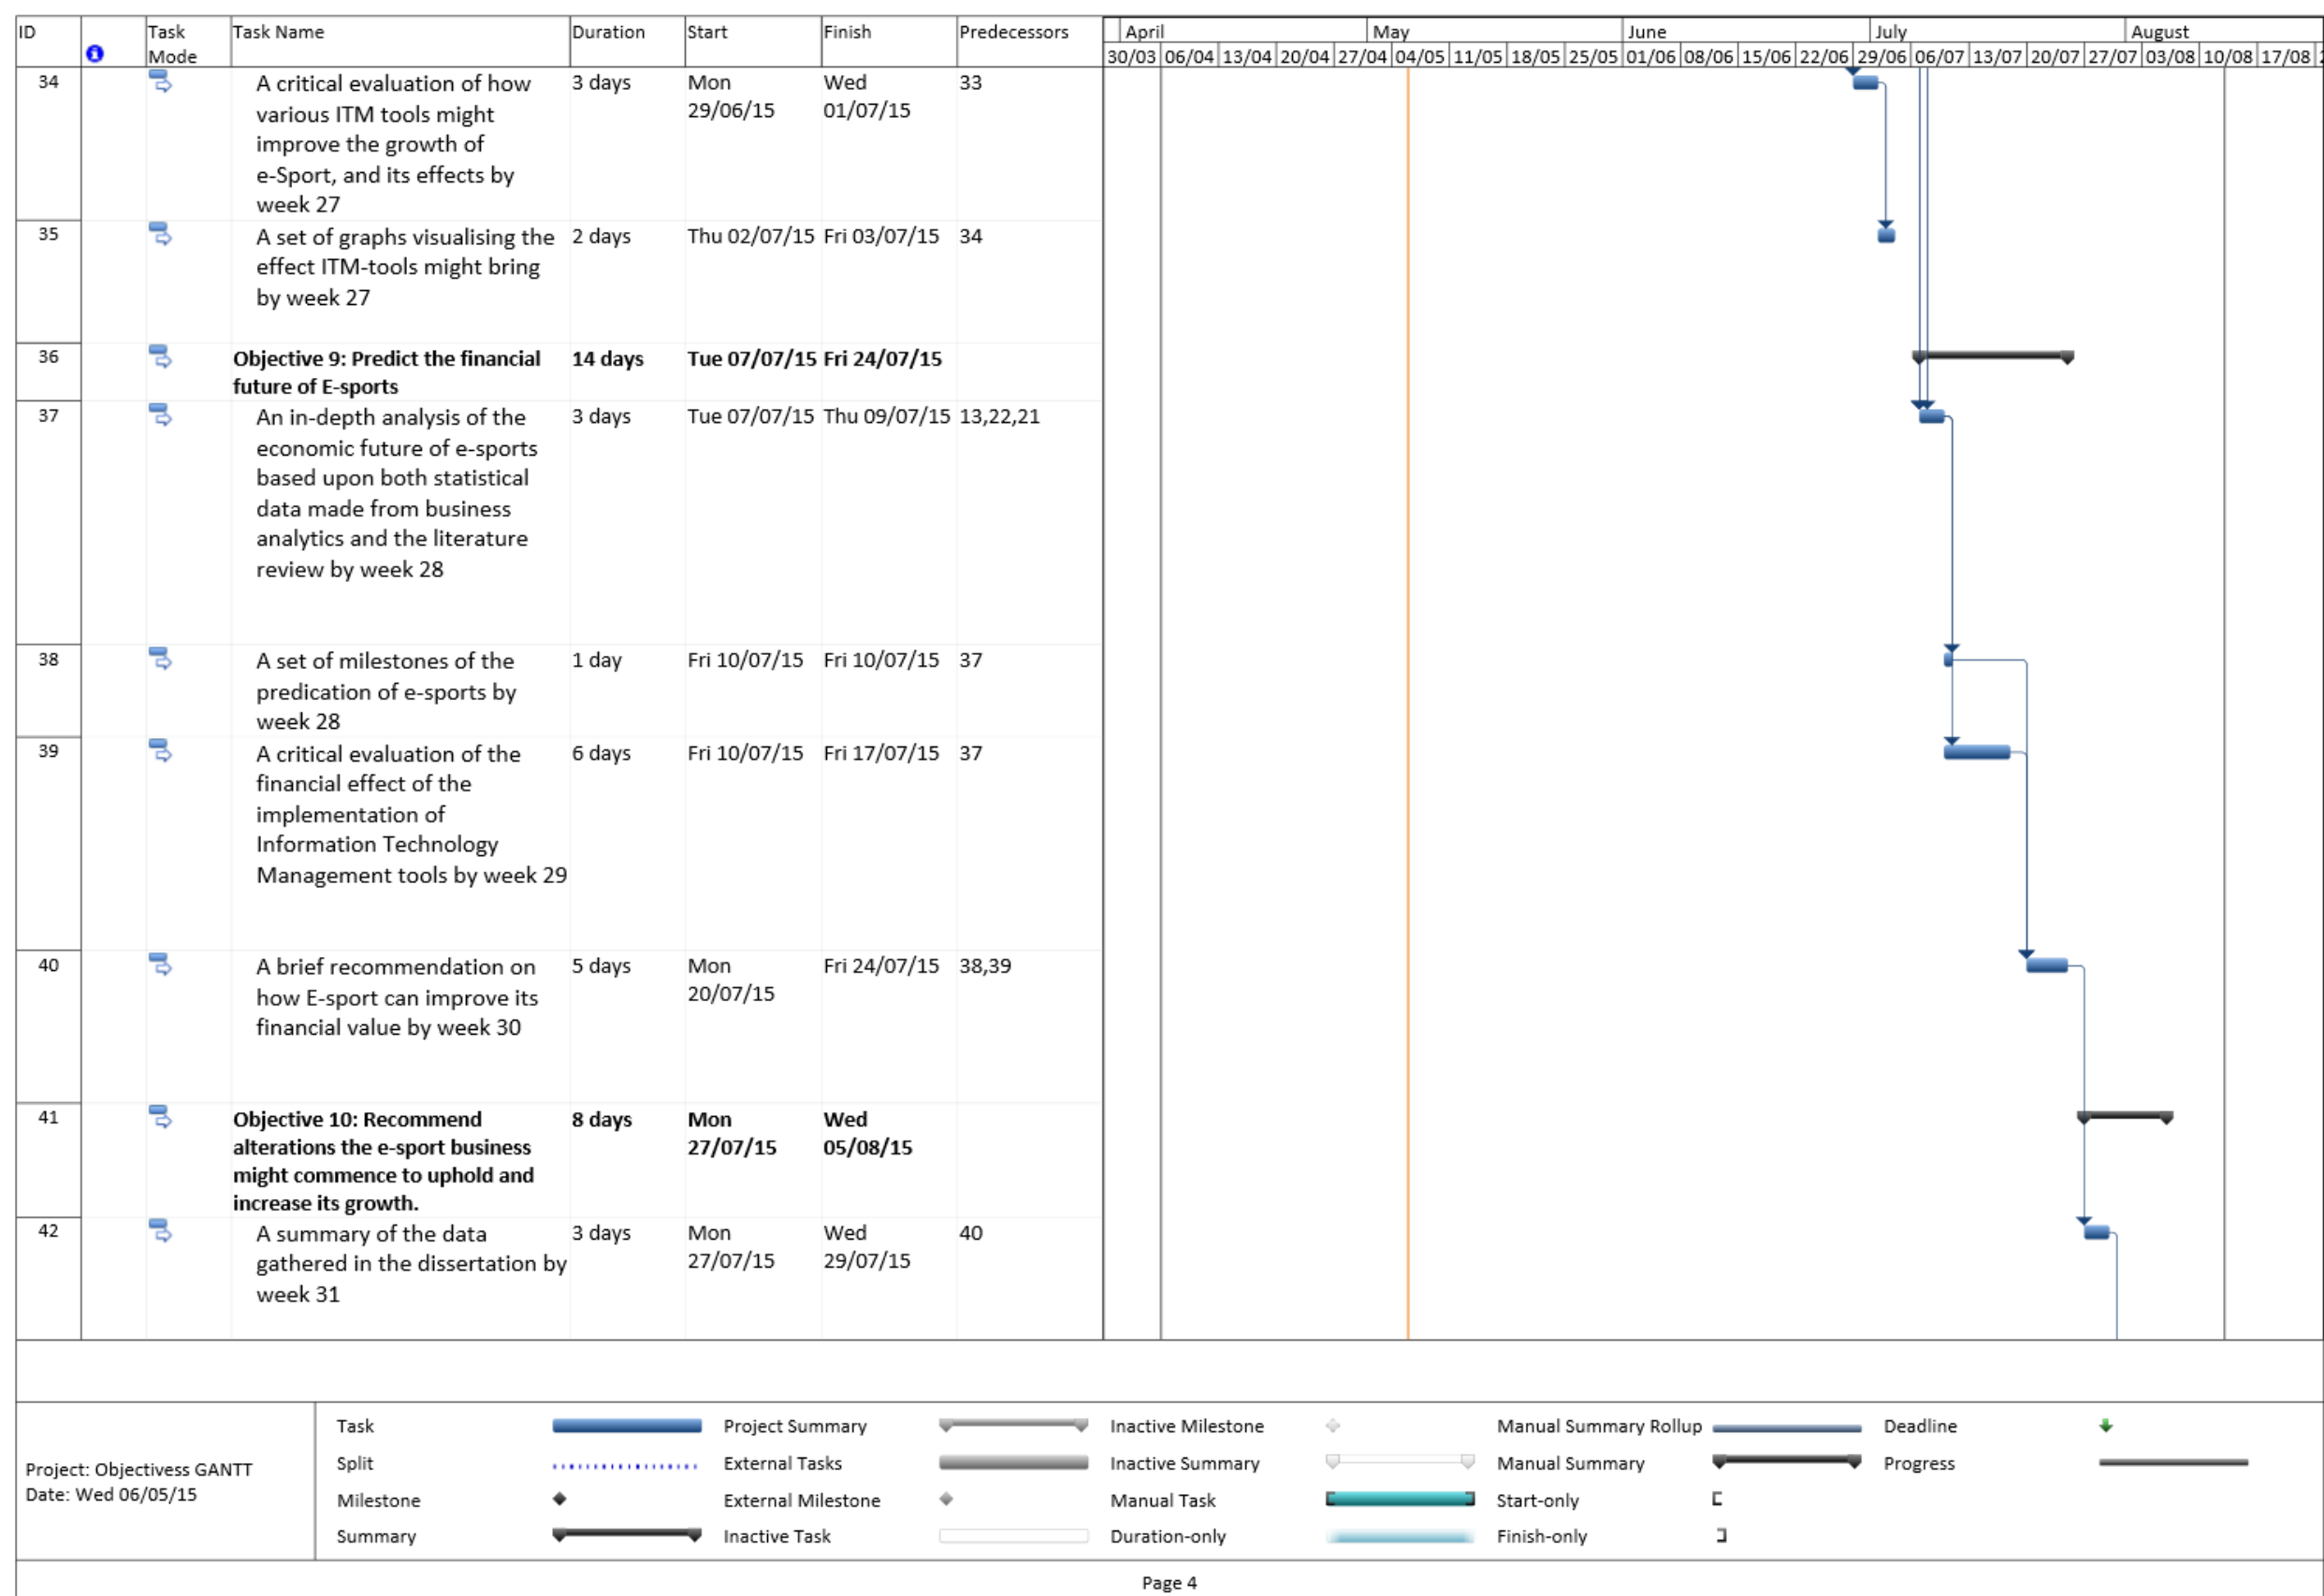 ID Task Mode Task Name Duration Start Finish Predecessors
April May June July August
30/03 06/04 13/04 20/04 27/04 04/05 11/05 18/05 25/05 01/06 08/06 15/06 22/06 29/06 06/07 13/07 20/07 27/07 03/08 10/08 17/08
34 A critical evaluation of how 3 days Mon Wed 33
various ITM tools might 29/06/15 01/07/15
improve the growth of
e-Sport, and its effects by
week 27
35 A set of graphs visualising the 2 days Thu 02/07/15 Fri 03/07/15 34
effect ITM-tools might bring
by week 27
36 Objective 9: Predict the financial 14 days Tue 07/07/15 Fri 24/07/15
future of E-sports
37 An in-depth analysis of the 3 days Tue 07/07/15 Thu 09/07/15 13,22,21
economic future of e-sports
based upon both statistical
data made from business
analytics and the literature
review by week 28
38 A set of milestones of the 1 day Fri 10/07/15 Fri 10/07/15 37
predication of e-sports by
week 28
39 A critical evaluation of the 6 days Fri 10/07/15 Fri 17/07/15 37
financial effect of the
implementation of
Information Technology
Management tools by week 29
40 A brief recommendation on 5 days Mon Fri 24/07/15 38,39
how E-sport can improve its 20/07/15
financial value by week 30
41 Objective 10: Recommend 8 days Mon Wed
alterations the e-sport business 27/07/15 05/08/15
might commence to uphold and
increase its growth.
42 A summary of the data 3 days Mon Wed 40
gathered in the dissertation by 27/07/15 29/07/15
week 31
Project: Objectivess GANTT
Date: Wed 06/05/15
Task Project Summary Inactive Milestone Manual Summary Rollup Deadline
Split External Tasks Inactive Summary Manual Summary Progress
Milestone External Milestone Manual Task Start-only
Summary Inactive Task Duration-only Finish-only
Page 4